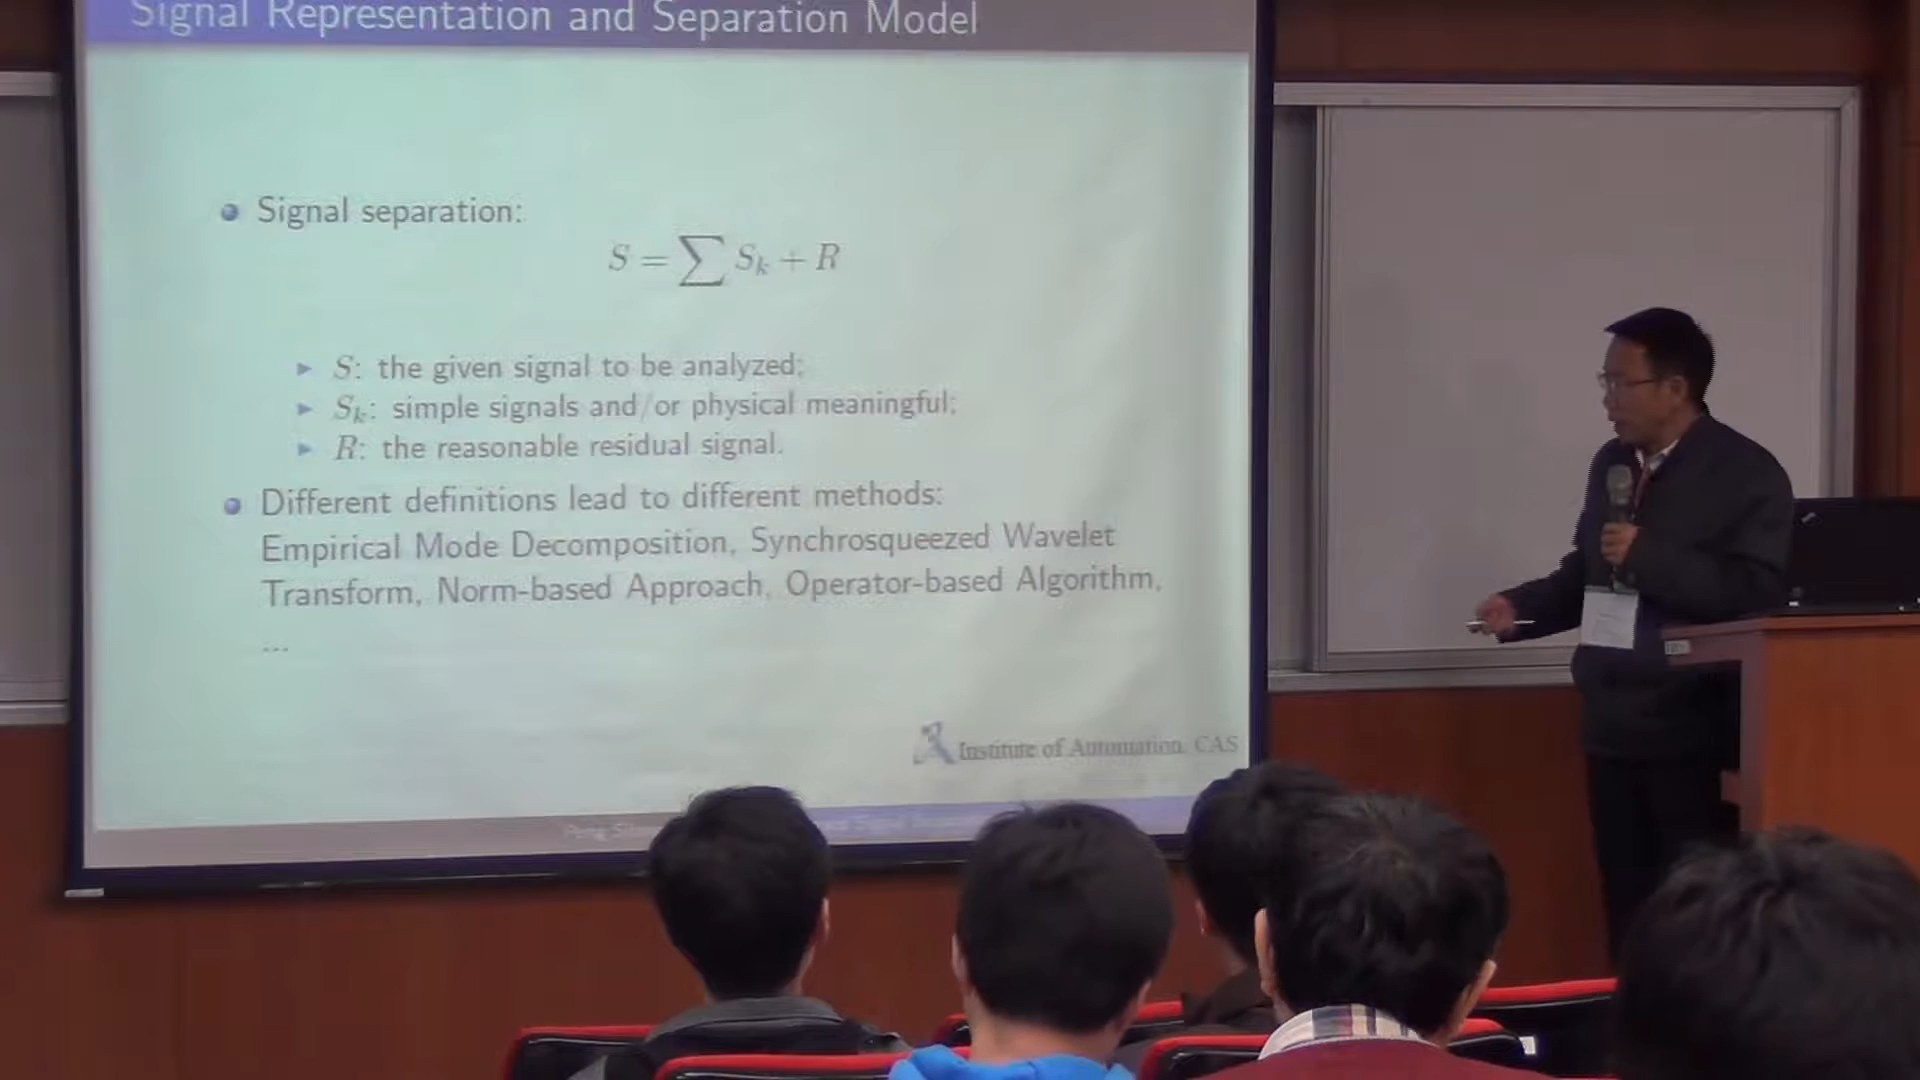 Signal Representation and Separation Model
Signal separation:
S = ∑ Sₖ + R
S: the given signal to be analyzed;
Sₖ: simple signals and/or physical meaningful;
R: the reasonable residual signal.
Different definitions lead to different methods:
Empirical Mode Decomposition, Synchrosqueezed Wavelet
Transform, Norm-based Approach, Operator-based Algorithm,
...
Institute of Automation, CAS